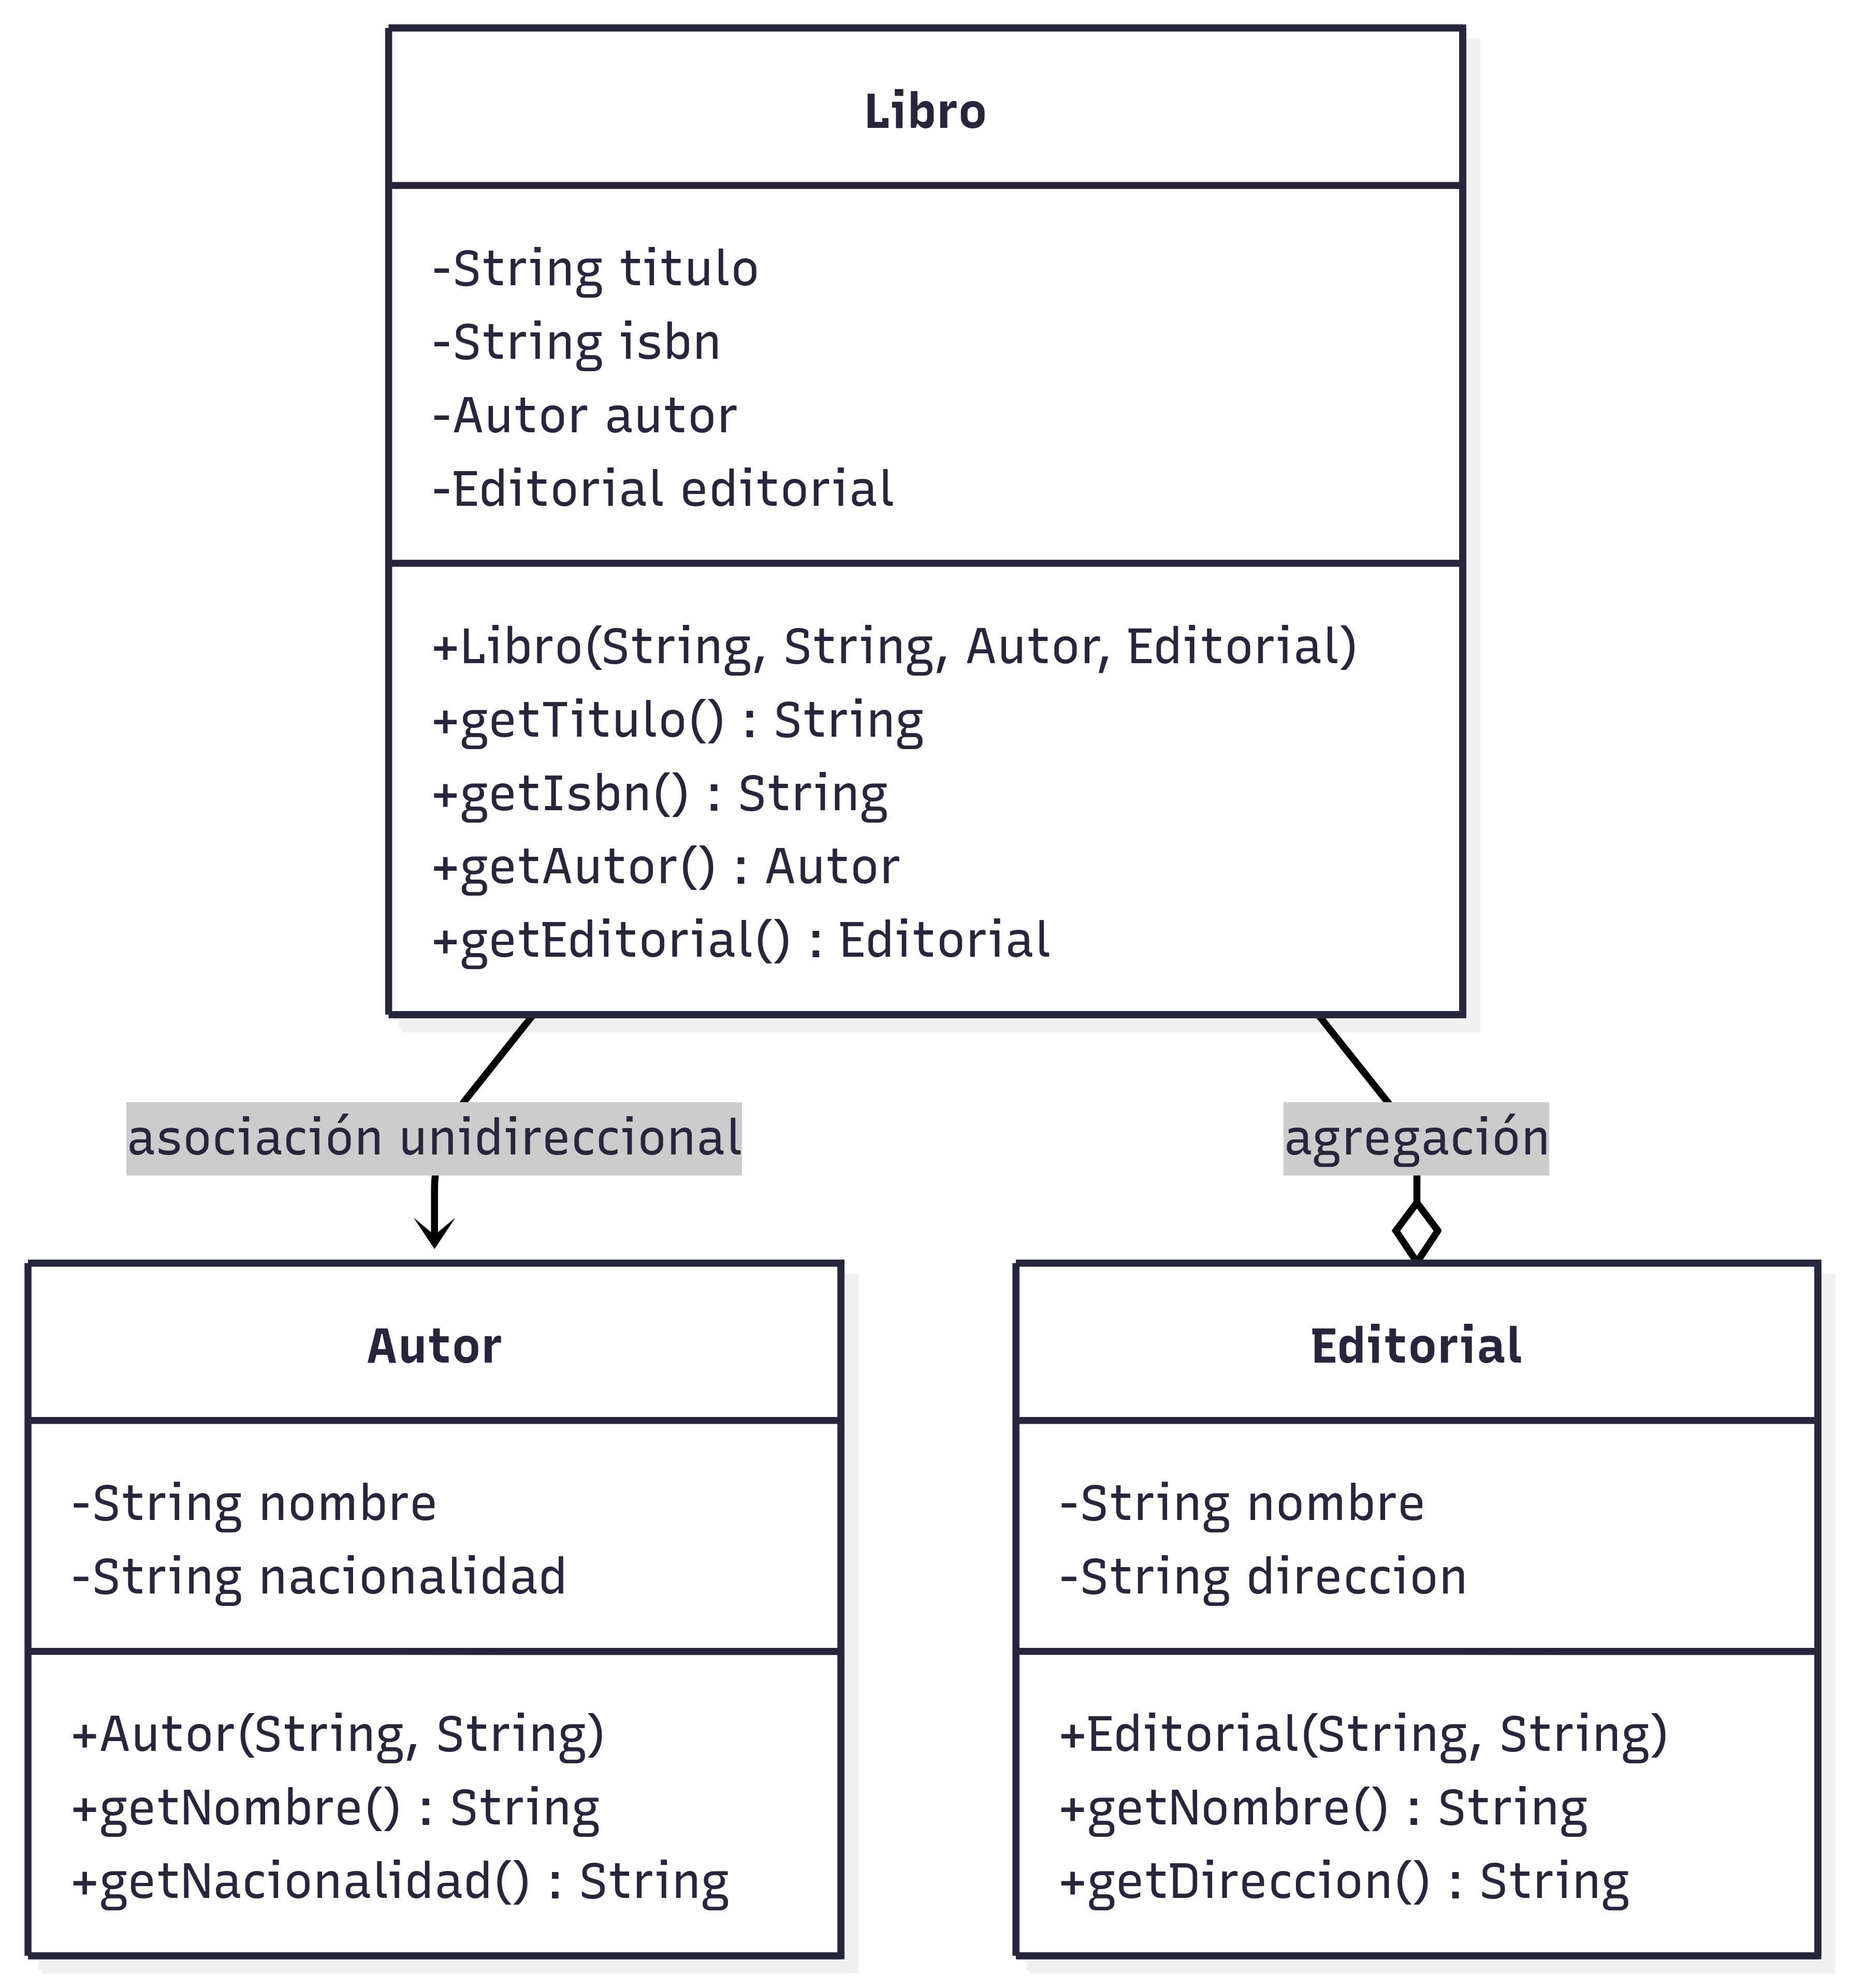 Libro
-String titulo
-String isbn
-Autor autor
-Editorial editorial
+Libro(String, String, Autor, Editorial)
+getTitulo() : String
+getIsbn() : String
+getAutor() : Autor
+getEditorial() : Editorial
asociación unidireccional
agregación
Autor
-String nombre
-String nacionalidad
+Autor(String, String)
+getNombre() : String
+getNacionalidad() : String
Editorial
-String nombre
-String direccion
+Editorial(String, String)
+getNombre() : String
+getDireccion() : String